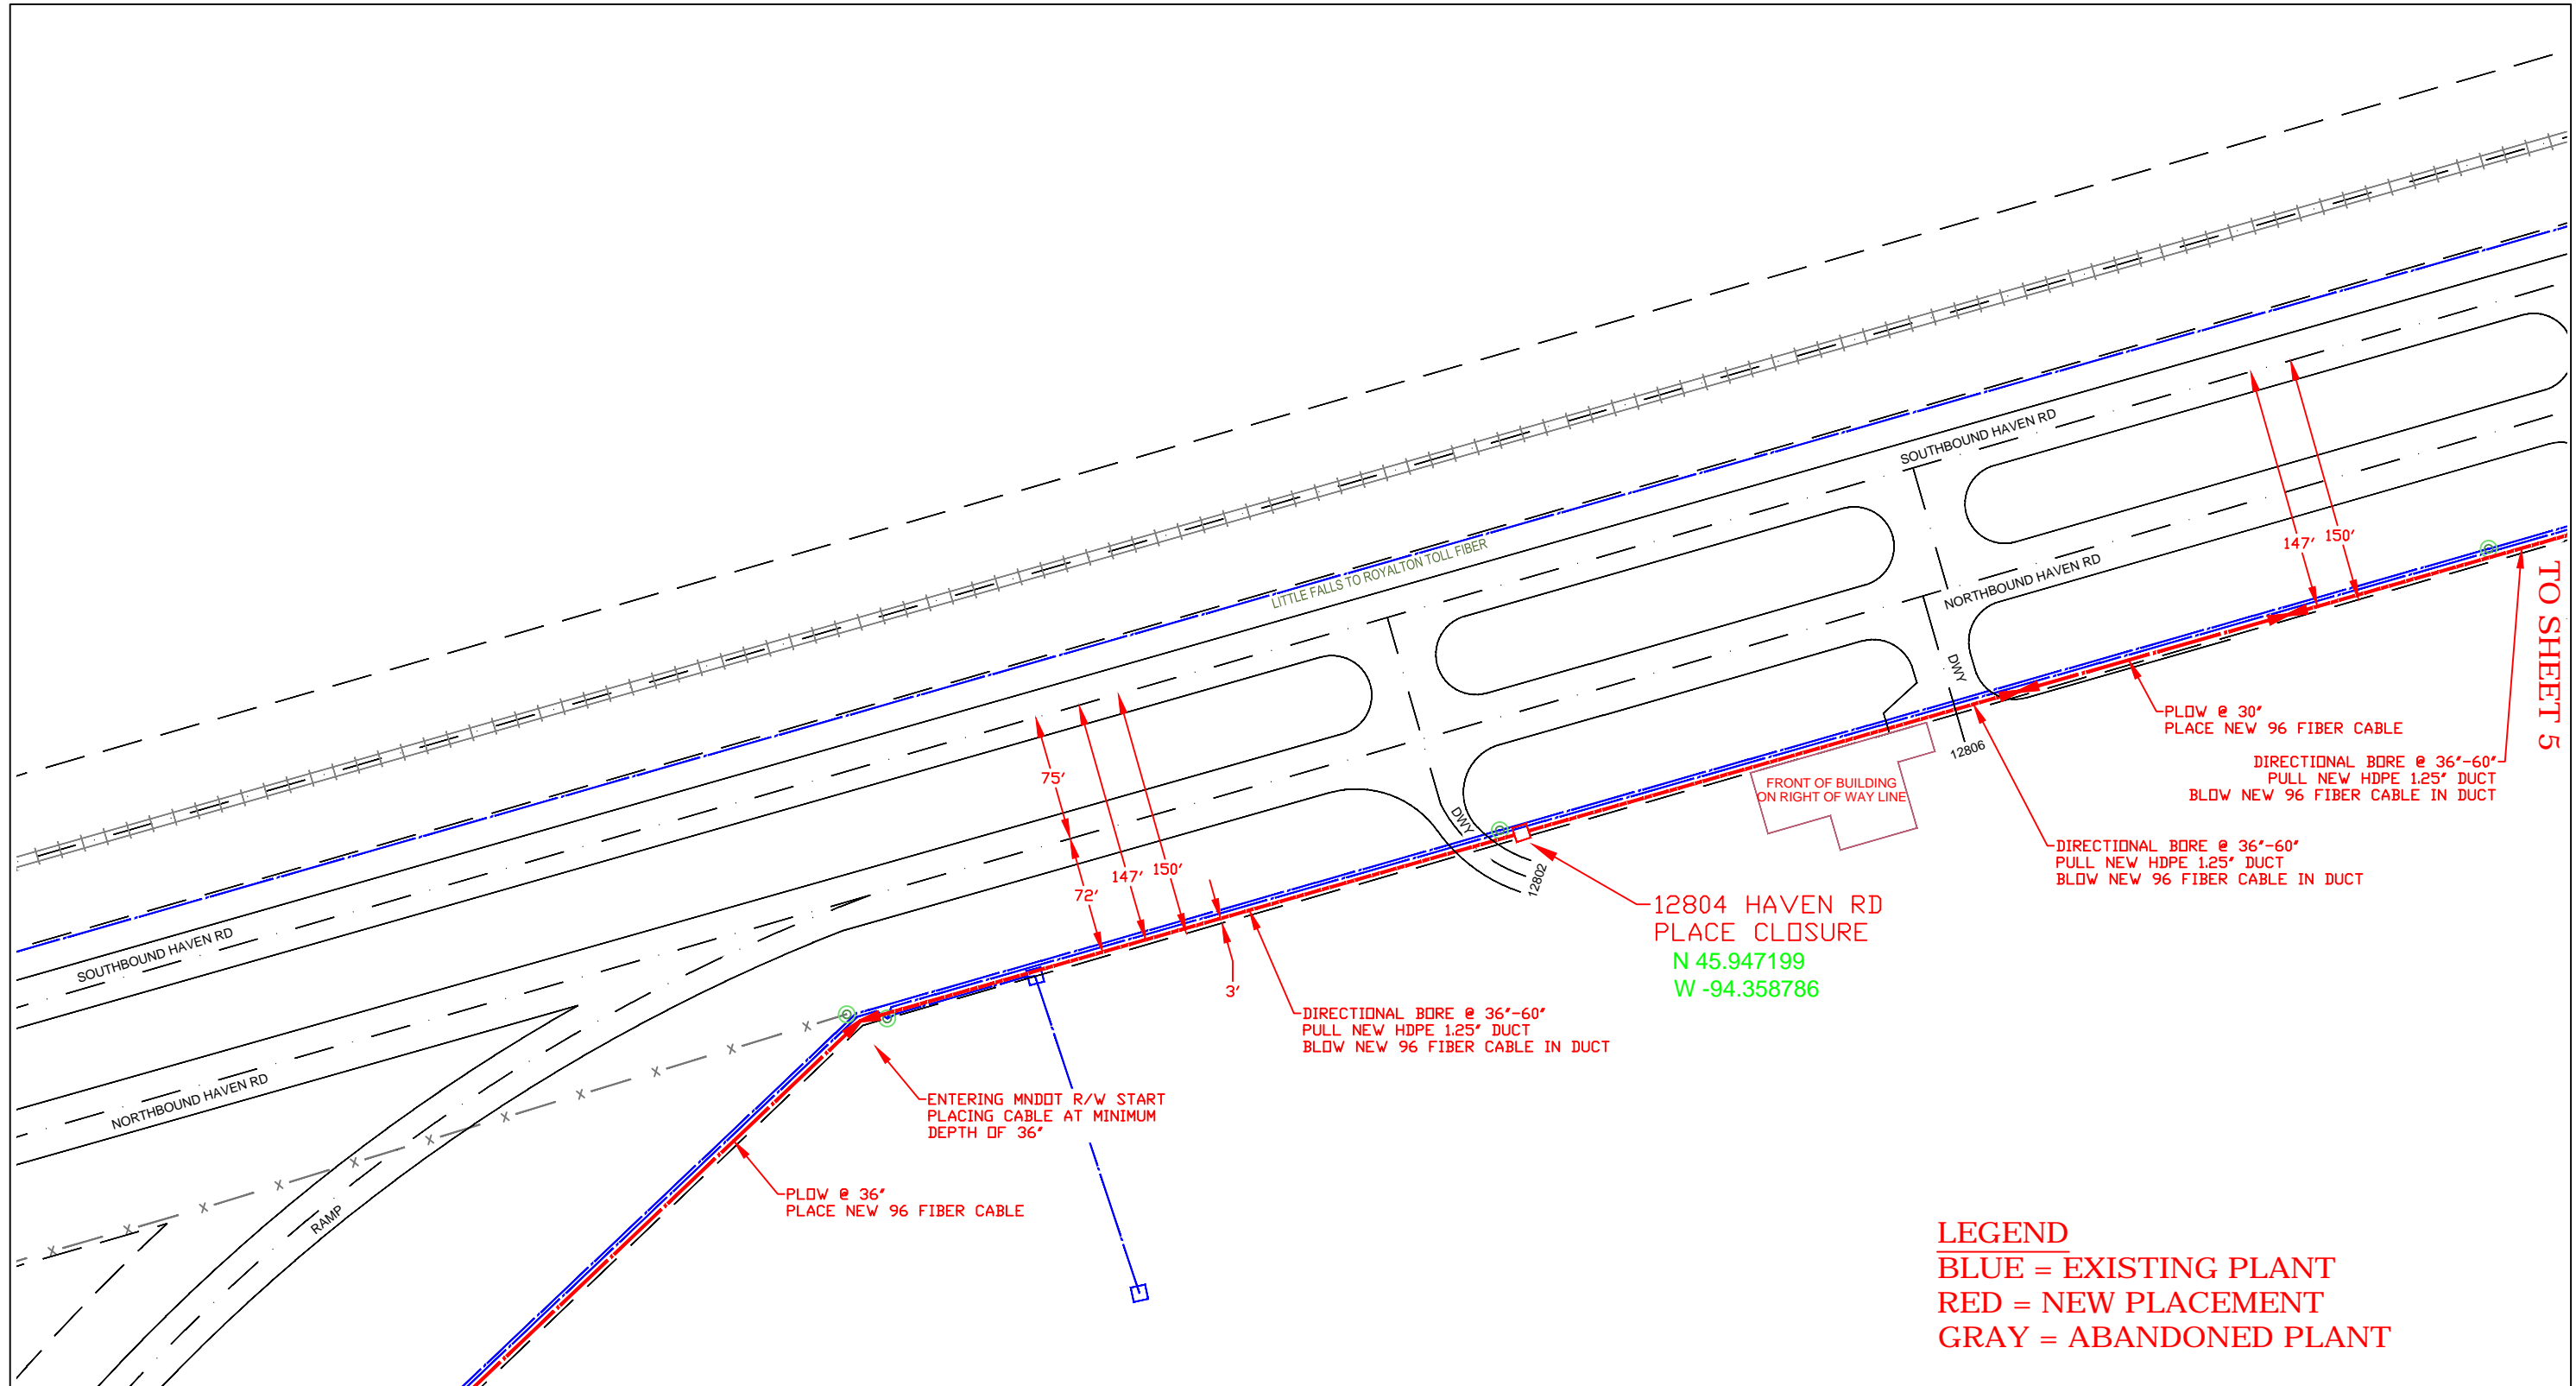 SOUTHBOUND HAVEN RD
LITTLE FALLS TO ROYALTON TOLL FIBER
147' 150'
NORTHBOUND HAVEN RD
TO SHEET 5
DWY
12806
PLOW @ 30"
PLACE NEW 96 FIBER CABLE
DIRECTIONAL BORE @ 36"-60"
PULL NEW HDPE 1.25" DUCT
BLOW NEW 96 FIBER CABLE IN DUCT
FRONT OF BUILDING
ON RIGHT OF WAY LINE
DIRECTIONAL BORE @ 36"-60"
PULL NEW HDPE 1.25" DUCT
BLOW NEW 96 FIBER CABLE IN DUCT
75'
72'
147' 150'
3'
DWY
12802
12804 HAVEN RD
PLACE CLOSURE
N 45.947199
W -94.358786
SOUTHBOUND HAVEN RD
DIRECTIONAL BORE @ 36"-60"
PULL NEW HDPE 1.25" DUCT
BLOW NEW 96 FIBER CABLE IN DUCT
NORTHBOUND HAVEN RD
ENTERING MNDOT R/W START
PLACING CABLE AT MINIMUM
DEPTH OF 36"
PLOW @ 36"
PLACE NEW 96 FIBER CABLE
RAMP
LEGEND
BLUE = EXISTING PLANT
RED = NEW PLACEMENT
GRAY = ABANDONED PLANT